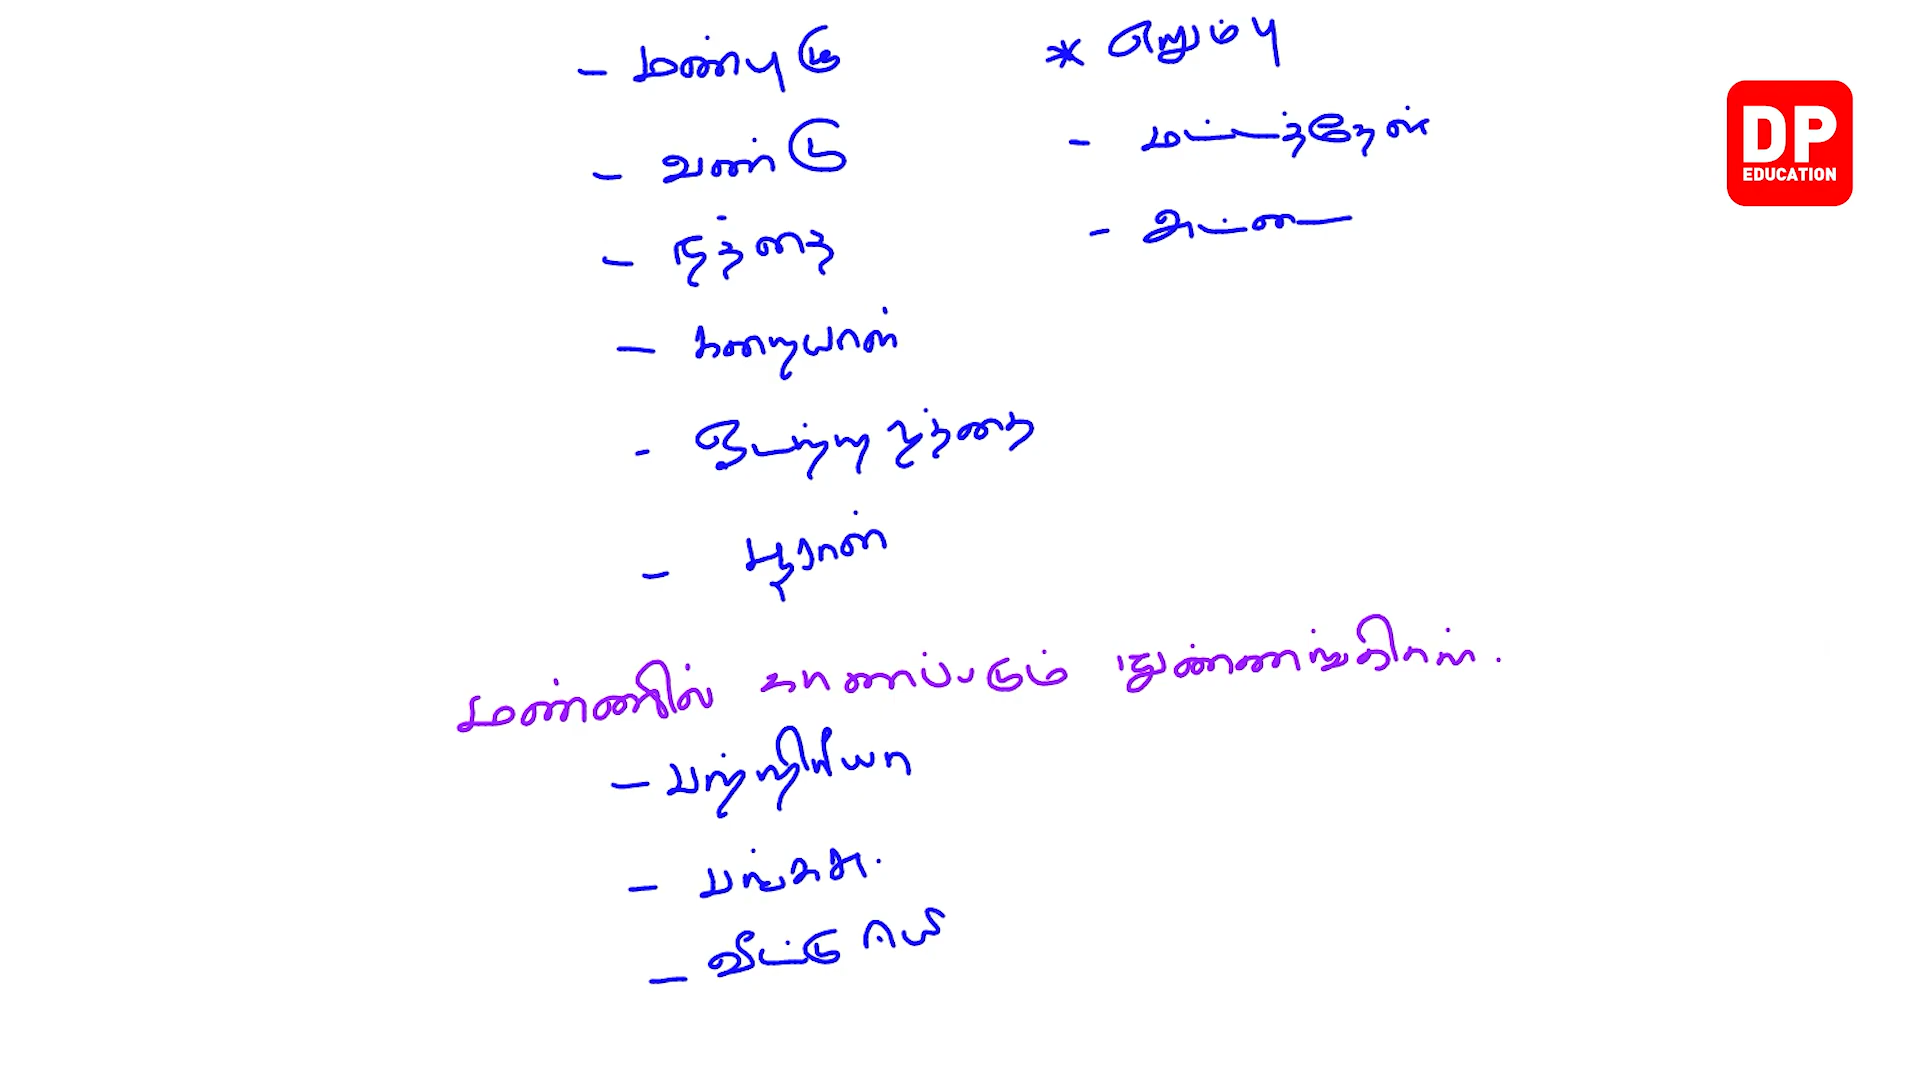 - மண்புழு
- வண்டு
- நத்தை
- கறையான்
- ஓடற்ற நத்தை
- பூரான்
* எறும்பு
- மட்டத்தேள்
- அட்டை
மண்ணில் காணப்படும் நுண்ணங்கிகள்.
- பற்றீரியா
- பங்கசு.
DP
EDUCATION